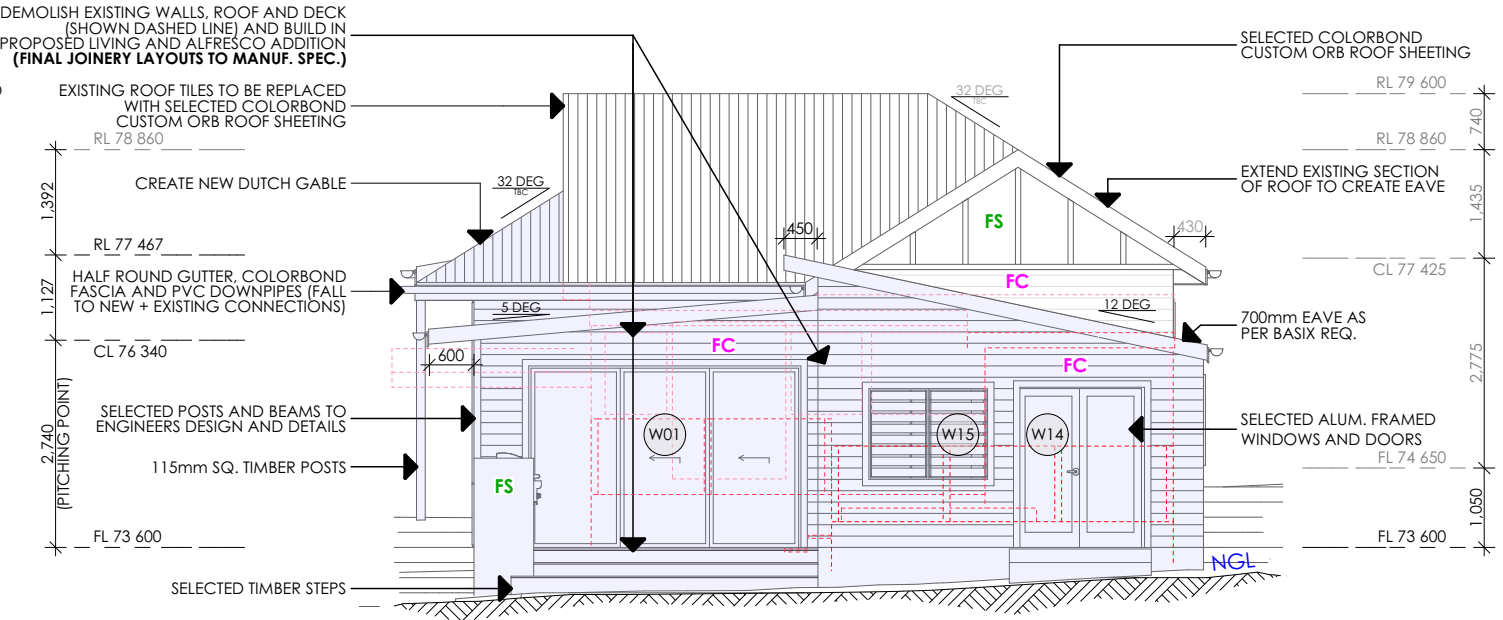 DEMOLISH EXISTING WALLS, ROOF AND DECK
(SHOWN DASHED LINE) AND BUILD IN
PROPOSED LIVING AND ALFRESCO ADDITION
(FINAL JOINERY LAYOUTS TO MANUF. SPEC.)
EXISTING ROOF TILES TO BE REPLACED
WITH SELECTED COLORBOND
CUSTOM ORB ROOF SHEETING
RL 78 860
CREATE NEW DUTCH GABLE
1,392
RL 77 467
HALF ROUND GUTTER, COLORBOND
FASCIA AND PVC DOWNPIPES (FALL
TO NEW + EXISTING CONNECTIONS)
1,127
CL 76 340
SELECTED POSTS AND BEAMS TO
ENGINEERS DESIGN AND DETAILS
2,740
(PITCHING POINT)
115mm SQ. TIMBER POSTS
FL 73 600
SELECTED TIMBER STEPS
32 DEG
TBC
32 DEG
TBC
450
430
5 DEG
12 DEG
600
FS
FC
FC
FC
W01
W15
W14
FS
NGL
SELECTED COLORBOND
CUSTOM ORB ROOF SHEETING
RL 79 600
740
RL 78 860
EXTEND EXISTING SECTION
OF ROOF TO CREATE EAVE
1,435
CL 77 425
700mm EAVE AS
PER BASIX REQ.
2,775
SELECTED ALUM. FRAMED
WINDOWS AND DOORS
FL 74 650
1,050
FL 73 600